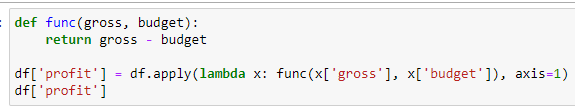 def func(gross, budget):
    return gross - budget
df['profit'] = df.apply(lambda x: func(x['gross'], x['budget']), axis=1)
df['profit']